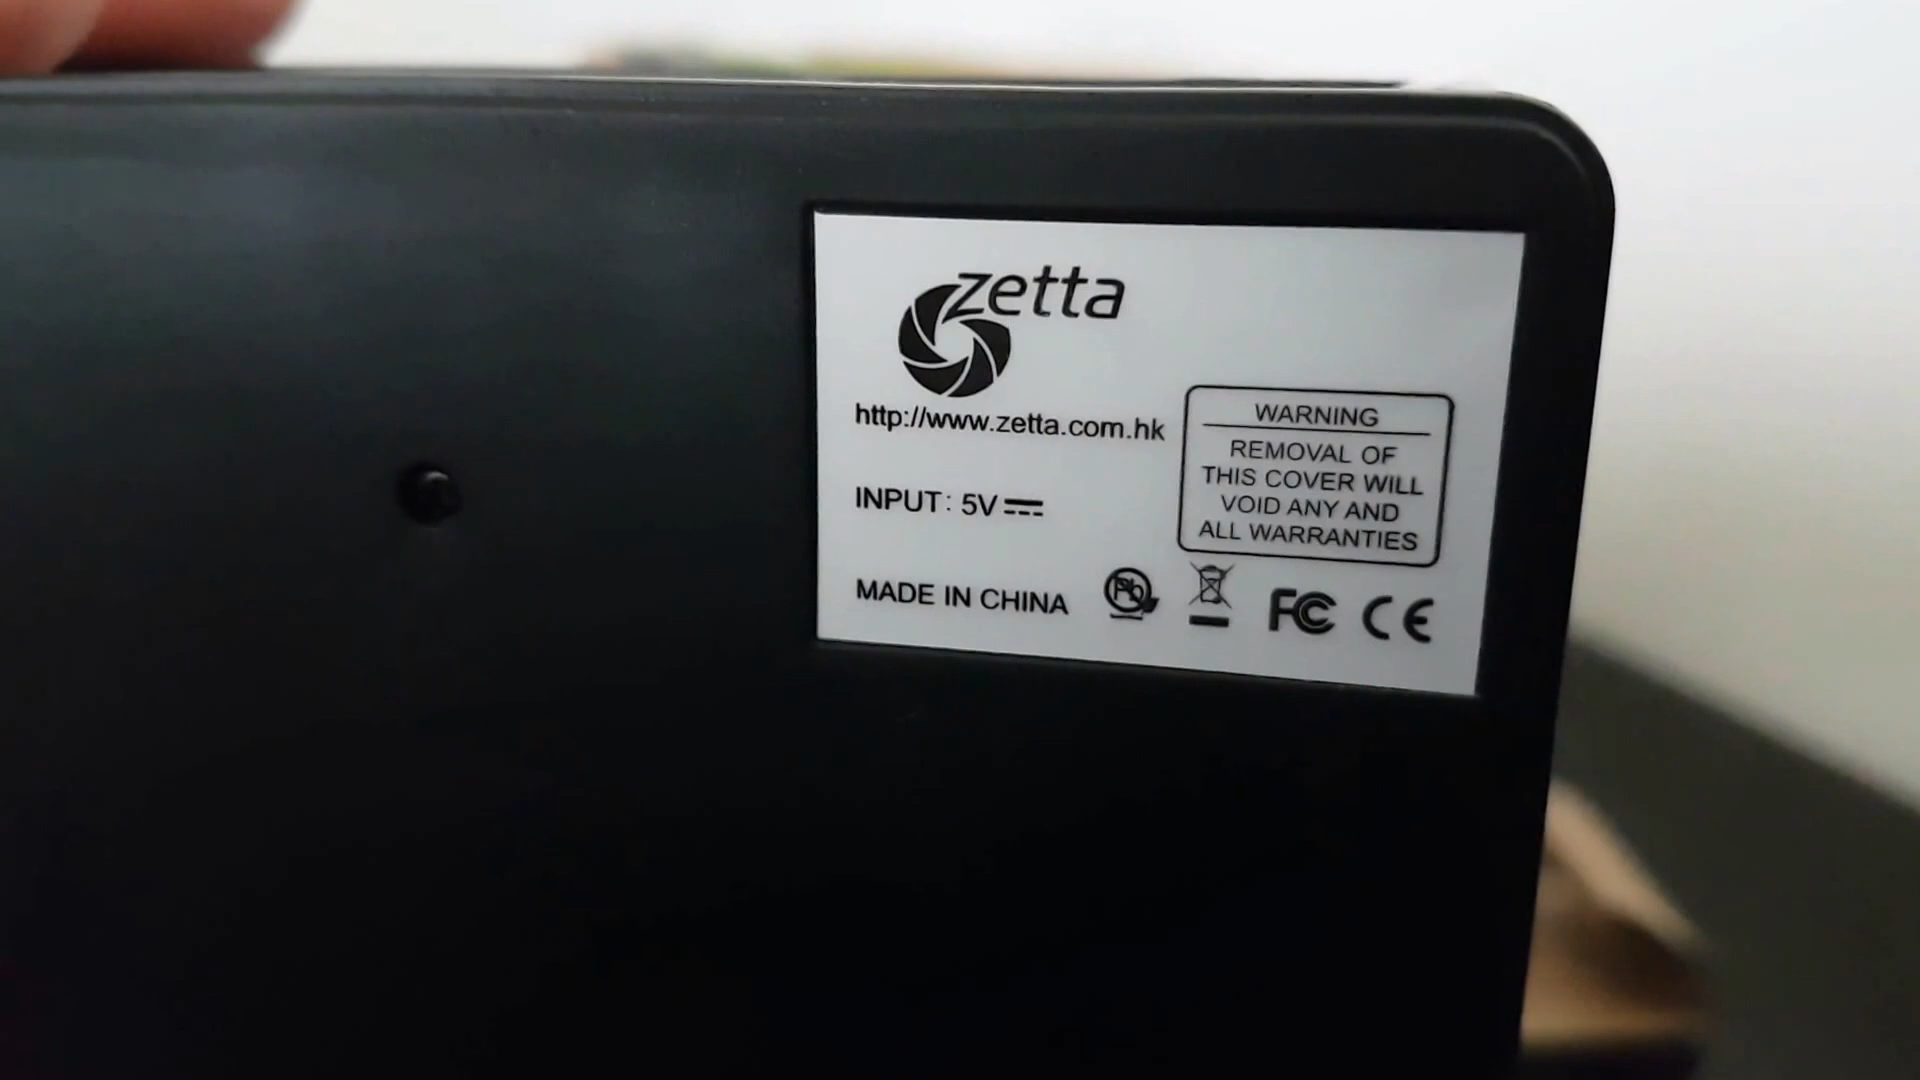 zetta
http://www.zetta.com.hk
INPUT: 5V
MADE IN CHINA
WARNING
REMOVAL OF
THIS COVER WILL
VOID ANY AND
ALL WARRANTIES
Pb
FC CE